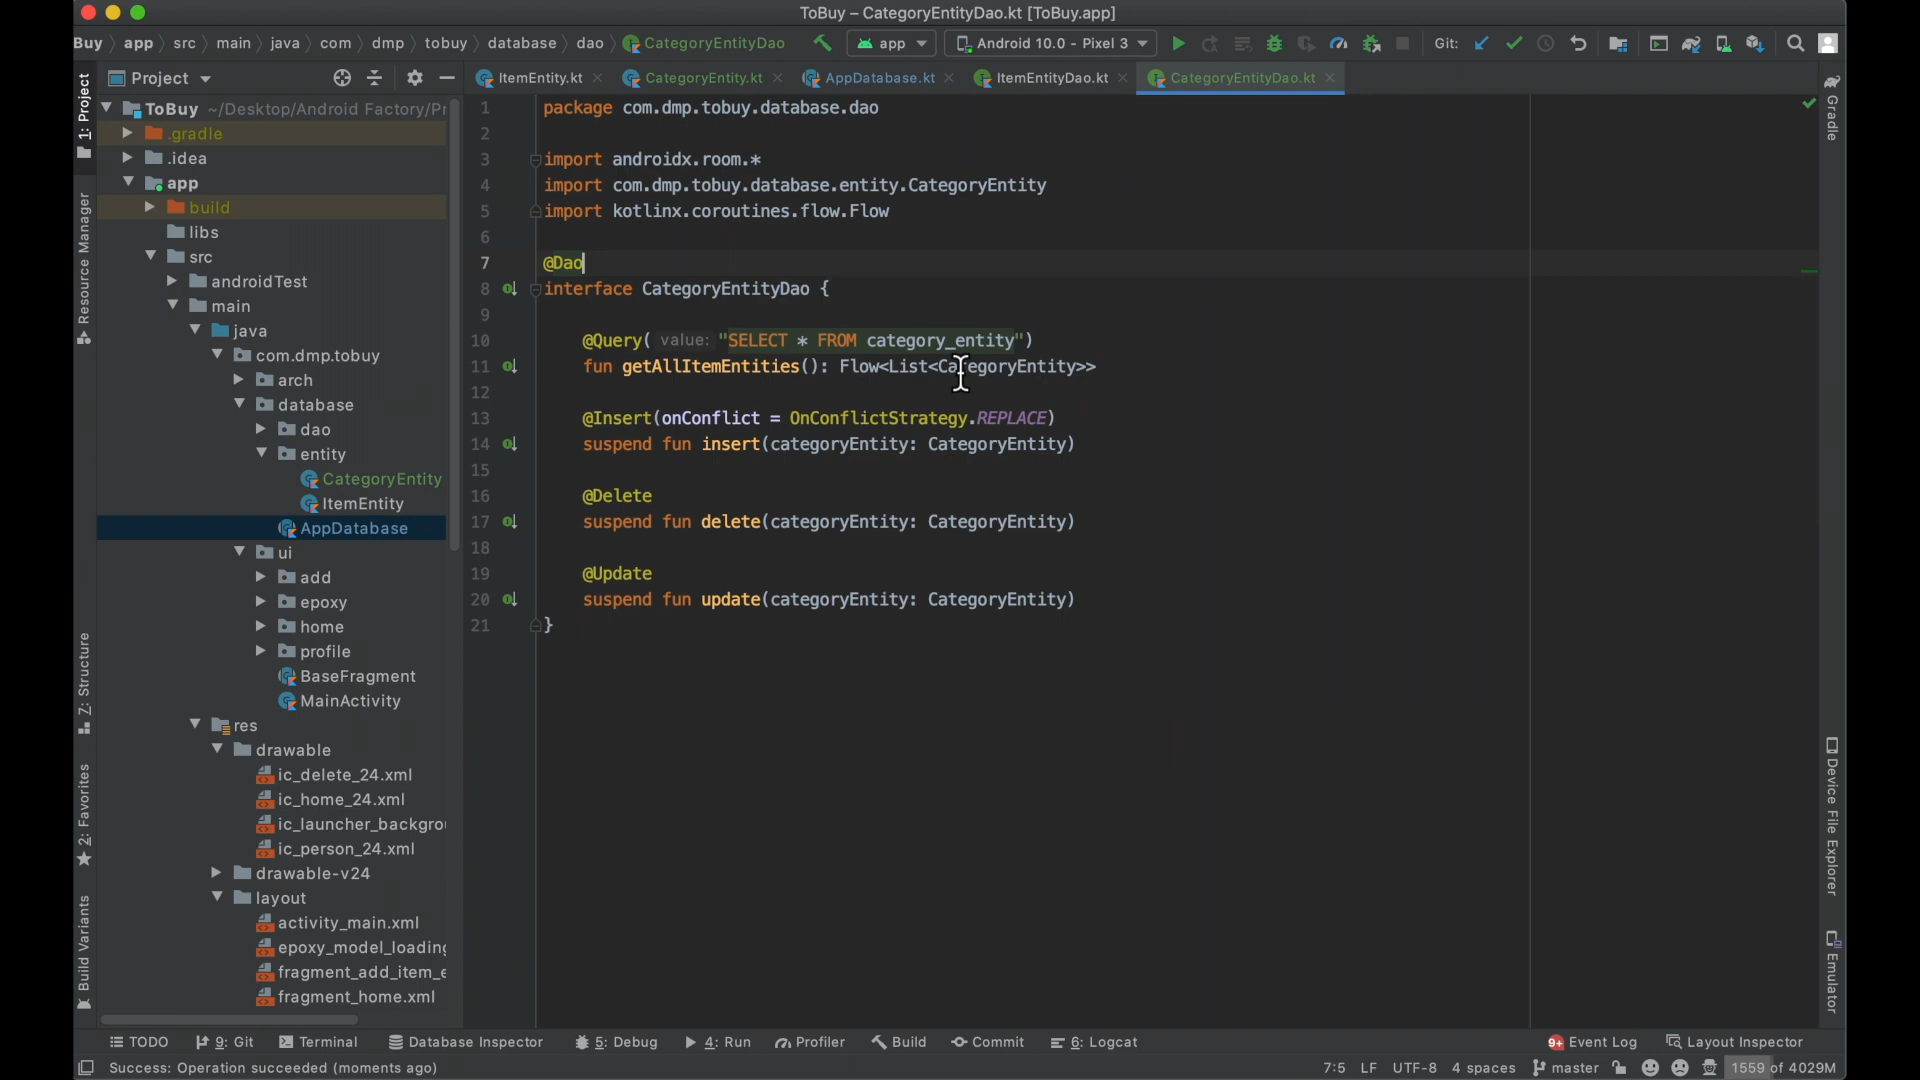 ToBuy – CategoryEntityDao.kt [ToBuy.app]
Buy app src main java com dmp tobuy database dao CategoryEntityDao app Android 10.0 - Pixel 3 Git:
Project ItemEntity.kt CategoryEntity.kt AppDatabase.kt ItemEntityDao.kt CategoryEntityDao.kt
1: Project
Resource Manager
7: Structure
2: Favorites
Build Variants
ToBuy ~/Desktop/Android Factory/Pr
.gradle
.idea
app
build
libs
src
androidTest
main
java
com.dmp.tobuy
arch
database
dao
entity
CategoryEntity
ItemEntity
AppDatabase
ui
add
epoxy
home
profile
BaseFragment
MainActivity
res
drawable
ic_delete_24.xml
ic_home_24.xml
ic_launcher_backgrou
ic_person_24.xml
drawable-v24
layout
activity_main.xml
epoxy_model_loading
fragment_add_item_e
fragment_home.xml
1 package com.dmp.tobuy.database.dao
2
3 import androidx.room.*
4 import com.dmp.tobuy.database.entity.CategoryEntity
5 import kotlinx.coroutines.flow.Flow
6
7 @Dao
8 interface CategoryEntityDao {
9
10 @Query( value: "SELECT * FROM category_entity")
11 fun getAllItemEntities(): Flow<List<CategoryEntity>>
12
13 @Insert(onConflict = OnConflictStrategy.REPLACE)
14 suspend fun insert(categoryEntity: CategoryEntity)
15
16 @Delete
17 suspend fun delete(categoryEntity: CategoryEntity)
18
19 @Update
20 suspend fun update(categoryEntity: CategoryEntity)
21 }
Gradle
Device File Explorer
Emulator
TODO 9: Git Terminal Database Inspector 5: Debug 4: Run Profiler Build Commit 6: Logcat 9+ Event Log Layout Inspector
Success: Operation succeeded (moments ago) 7:5 LF UTF-8 4 spaces master 1559 of 4029M